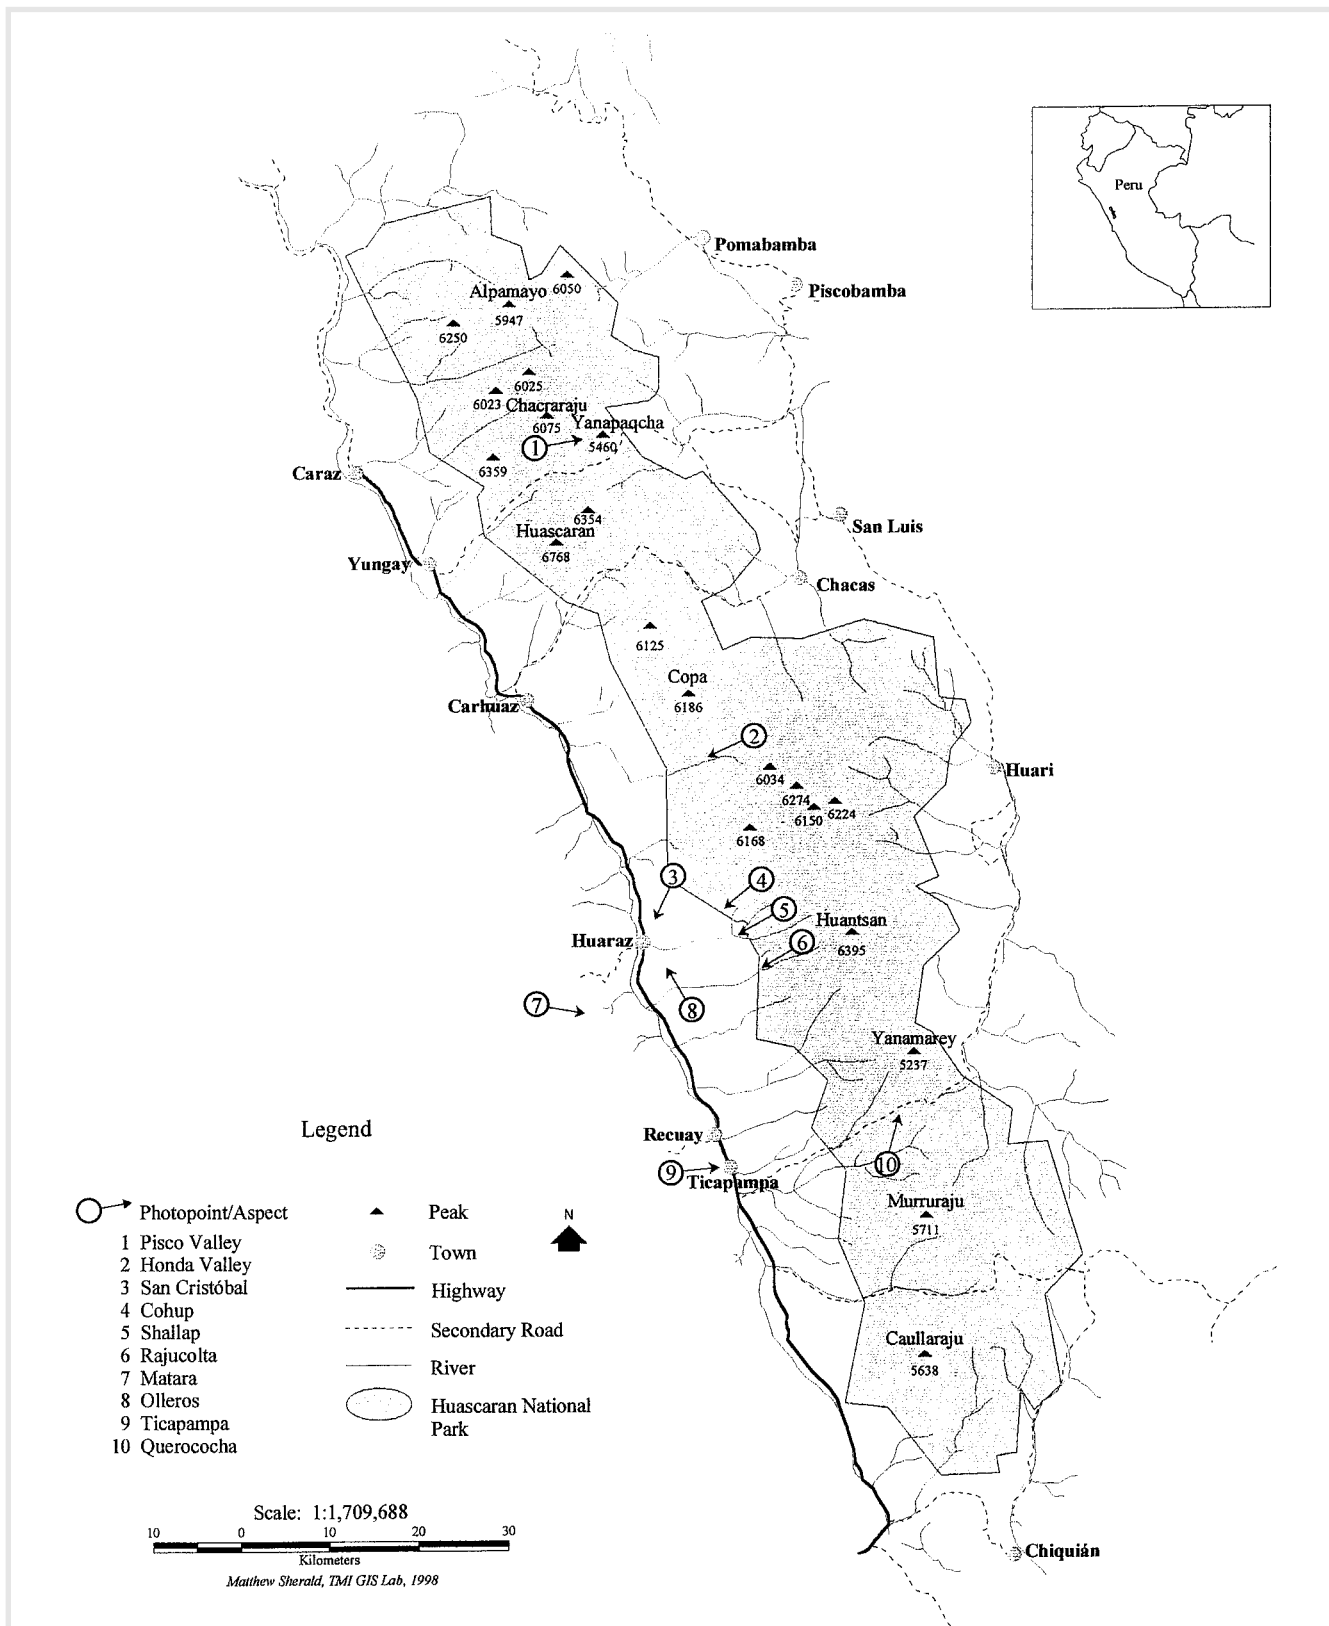 Peru
Pomabamba
Piscobamba
Alpamayo
6050
5947
6250
6025
6023
Chacraraju
6075
Yanapaqcha
5460
1
6359
Caraz
San Luis
6354
Huascaran
6768
Yungay
Chacas
6125
Copa
6186
Carhuaz
2
Huari
6034
6274
6150
6224
6168
3
4
5
Huantsan
6395
Huaraz
6
7
8
Yanamarey
5237
Recuay
9
Ticapampa
10
Murruraju
5711
Caullaraju
5638
Chiquián
Legend
Photopoint/Aspect
1 Pisco Valley
2 Honda Valley
3 San Cristóbal
4 Cohup
5 Shallap
6 Rajucolta
7 Matara
8 Olleros
9 Ticapampa
10 Querococha
Peak
Town
Highway
Secondary Road
River
Huascaran National
Park
N
Scale: 1:1,709,688
10 0 10 20 30
Kilometers
Matthew Sherald, TMI GIS Lab, 1998